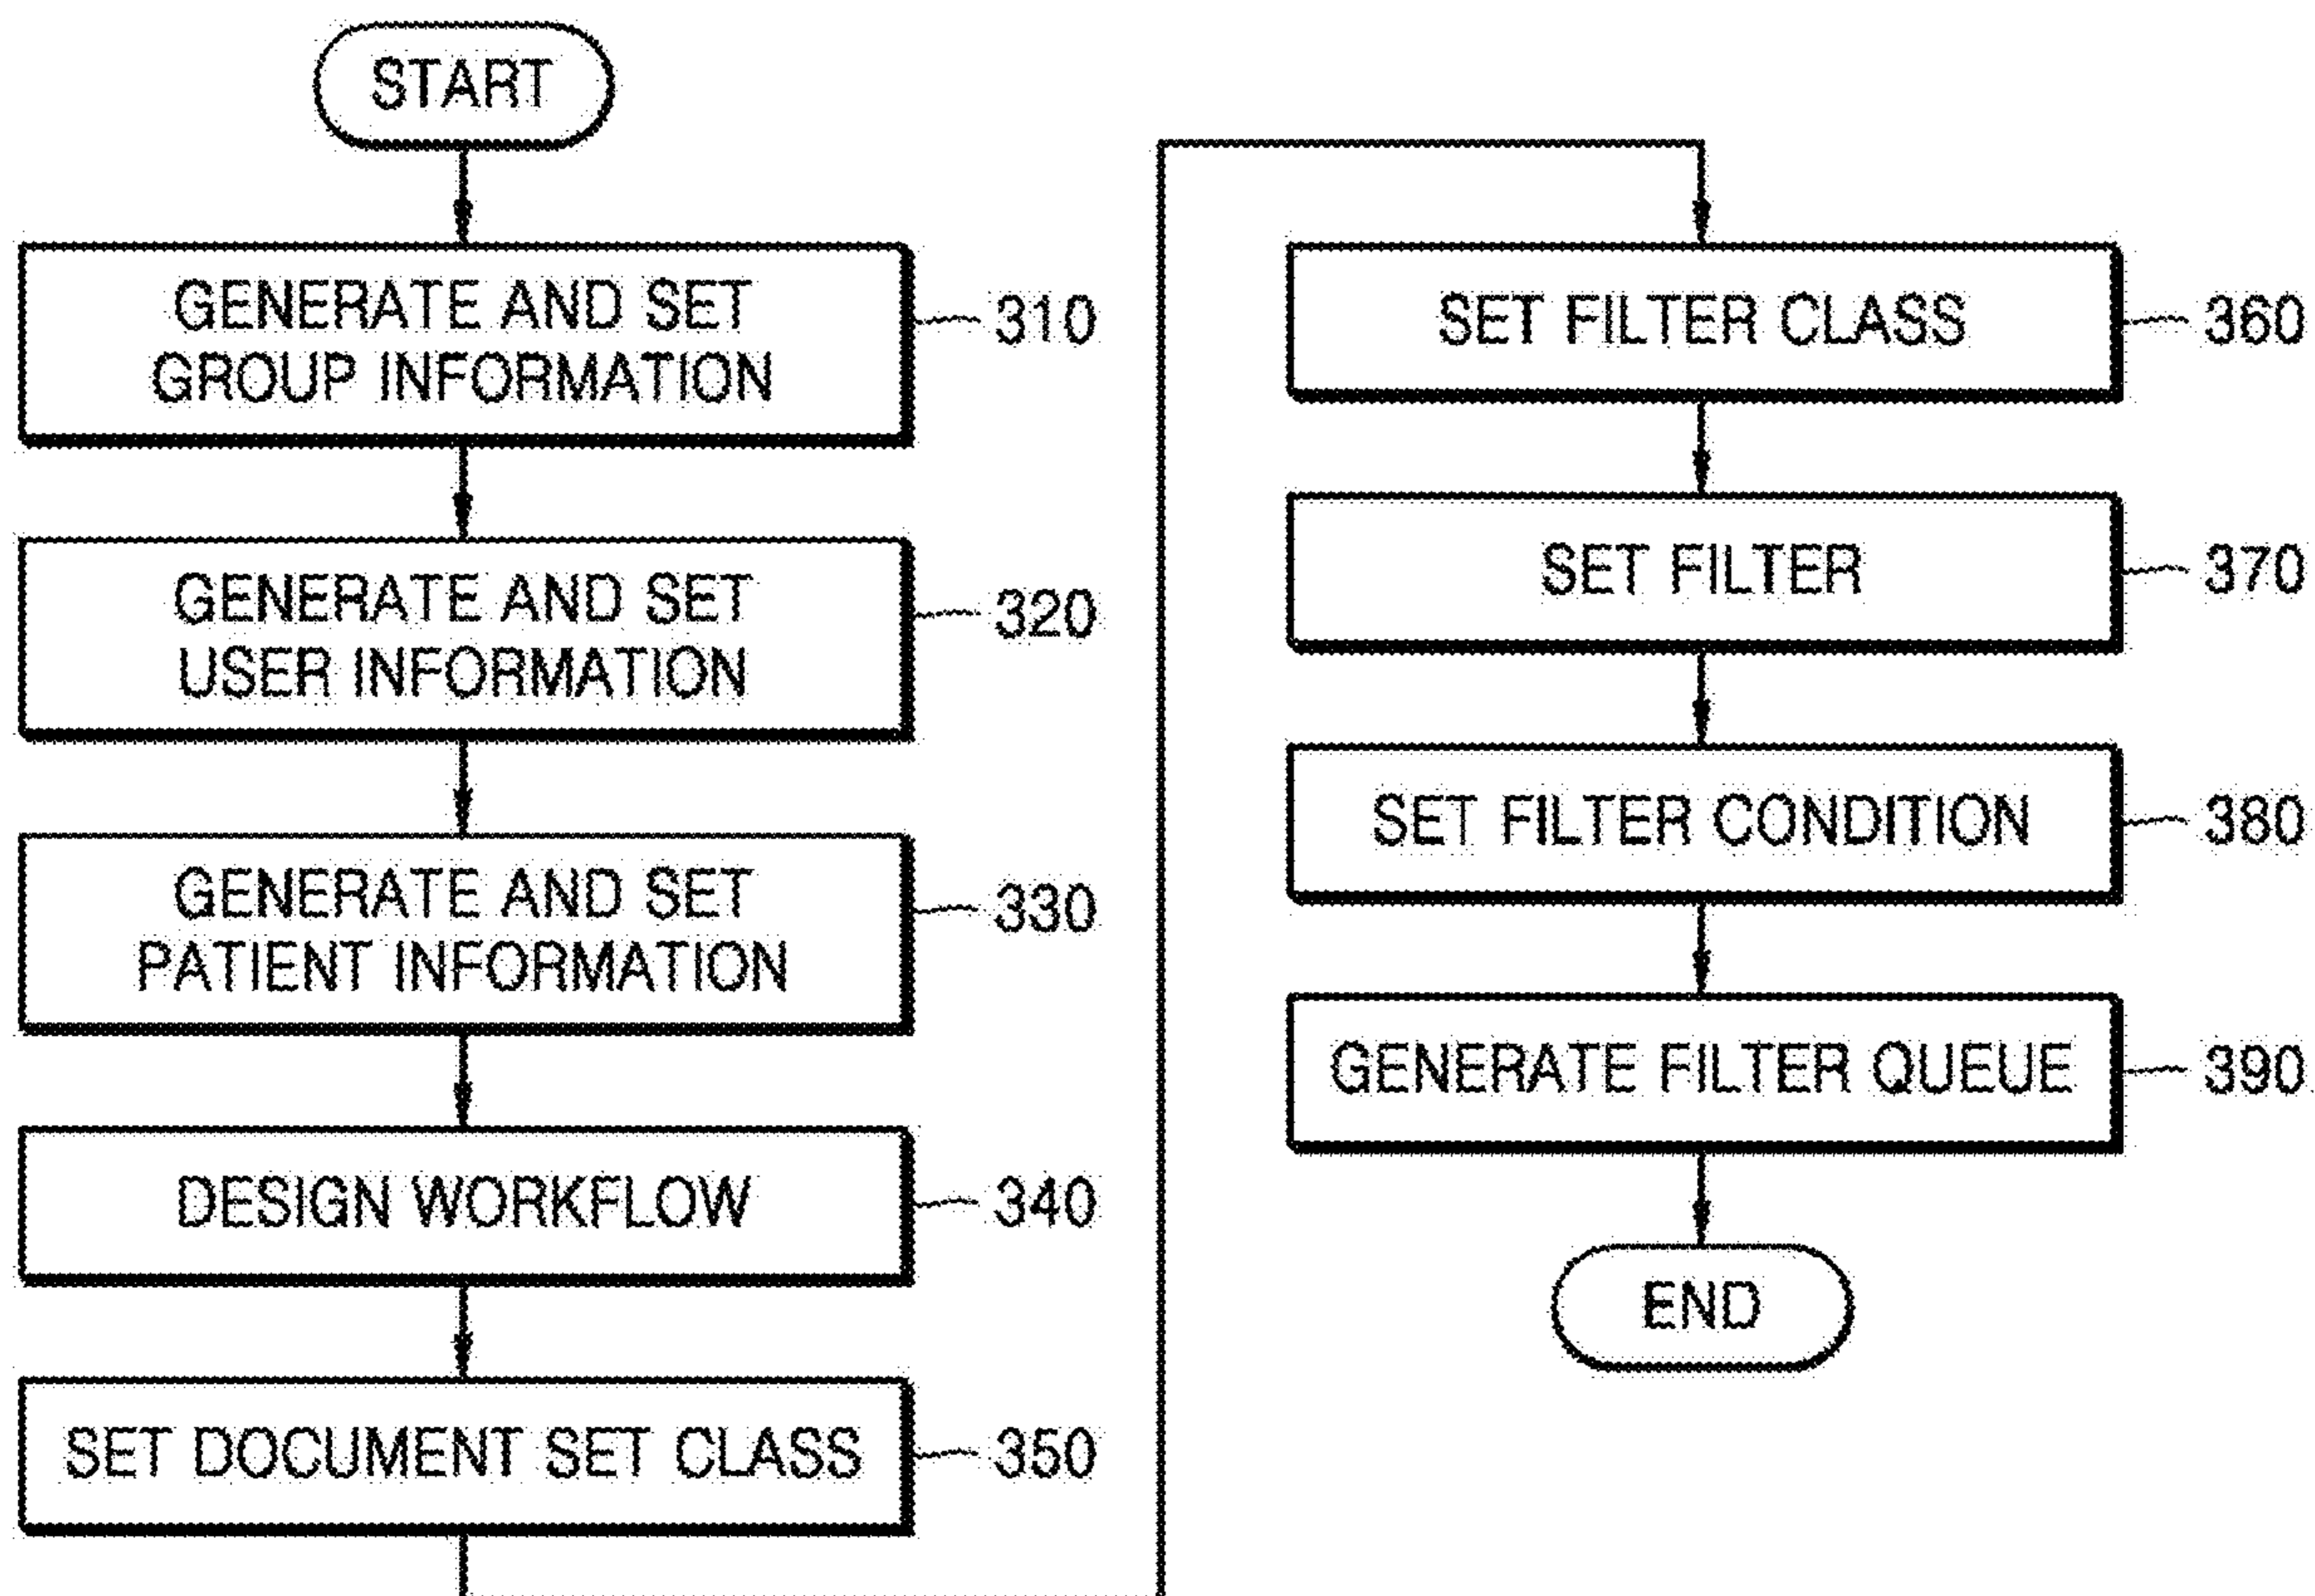 START
GENERATE AND SET
GROUP INFORMATION
310
GENERATE AND SET
USER INFORMATION
320
GENERATE AND SET
PATIENT INFORMATION
330
DESIGN WORKFLOW
340
SET DOCUMENT SET CLASS
350
SET FILTER CLASS
360
SET FILTER
370
SET FILTER CONDITION
380
GENERATE FILTER QUEUE
390
END